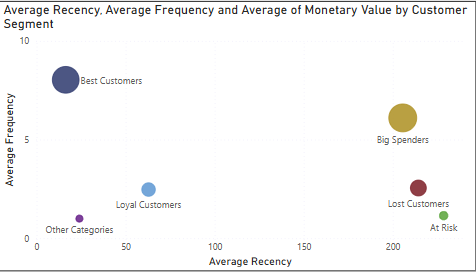 Average Recency, Average Frequency and Average of Monetary Value by Customer
Segment
10
Best Customers
Average Frequency
Big Spenders
5
Loyal Customers
Lost Customers
Other Categories
At Risk
0
0
50
100
150
200
Average Recency